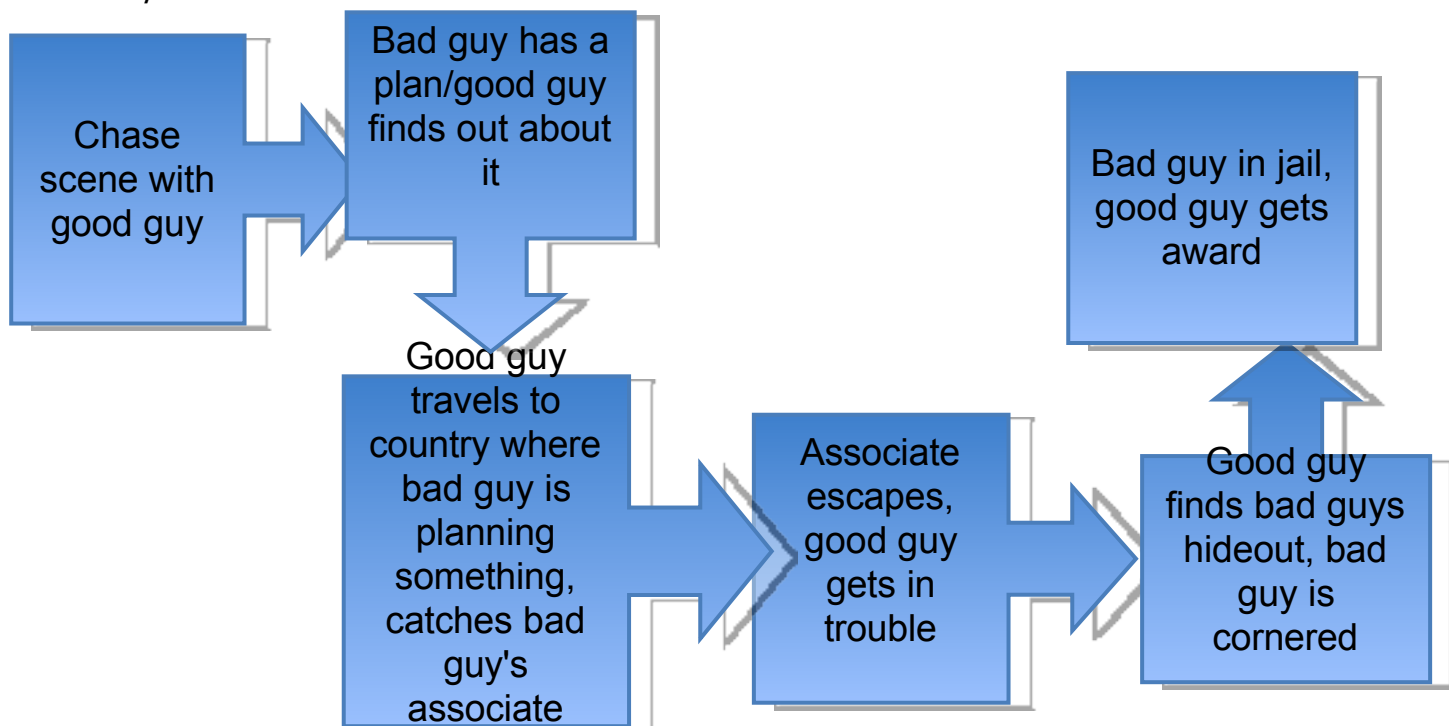 Chase
scene with
good guy
Bad guy has a
plan/good guy
finds out about
it
Good guy
travels to
country where
bad guy is
planning
something,
catches bad
guy's
associate
Associate
escapes,
good guy
gets in
trouble
Good guy
finds bad guys
hideout, bad
guy is
cornered
Bad guy in jail,
good guy gets
award